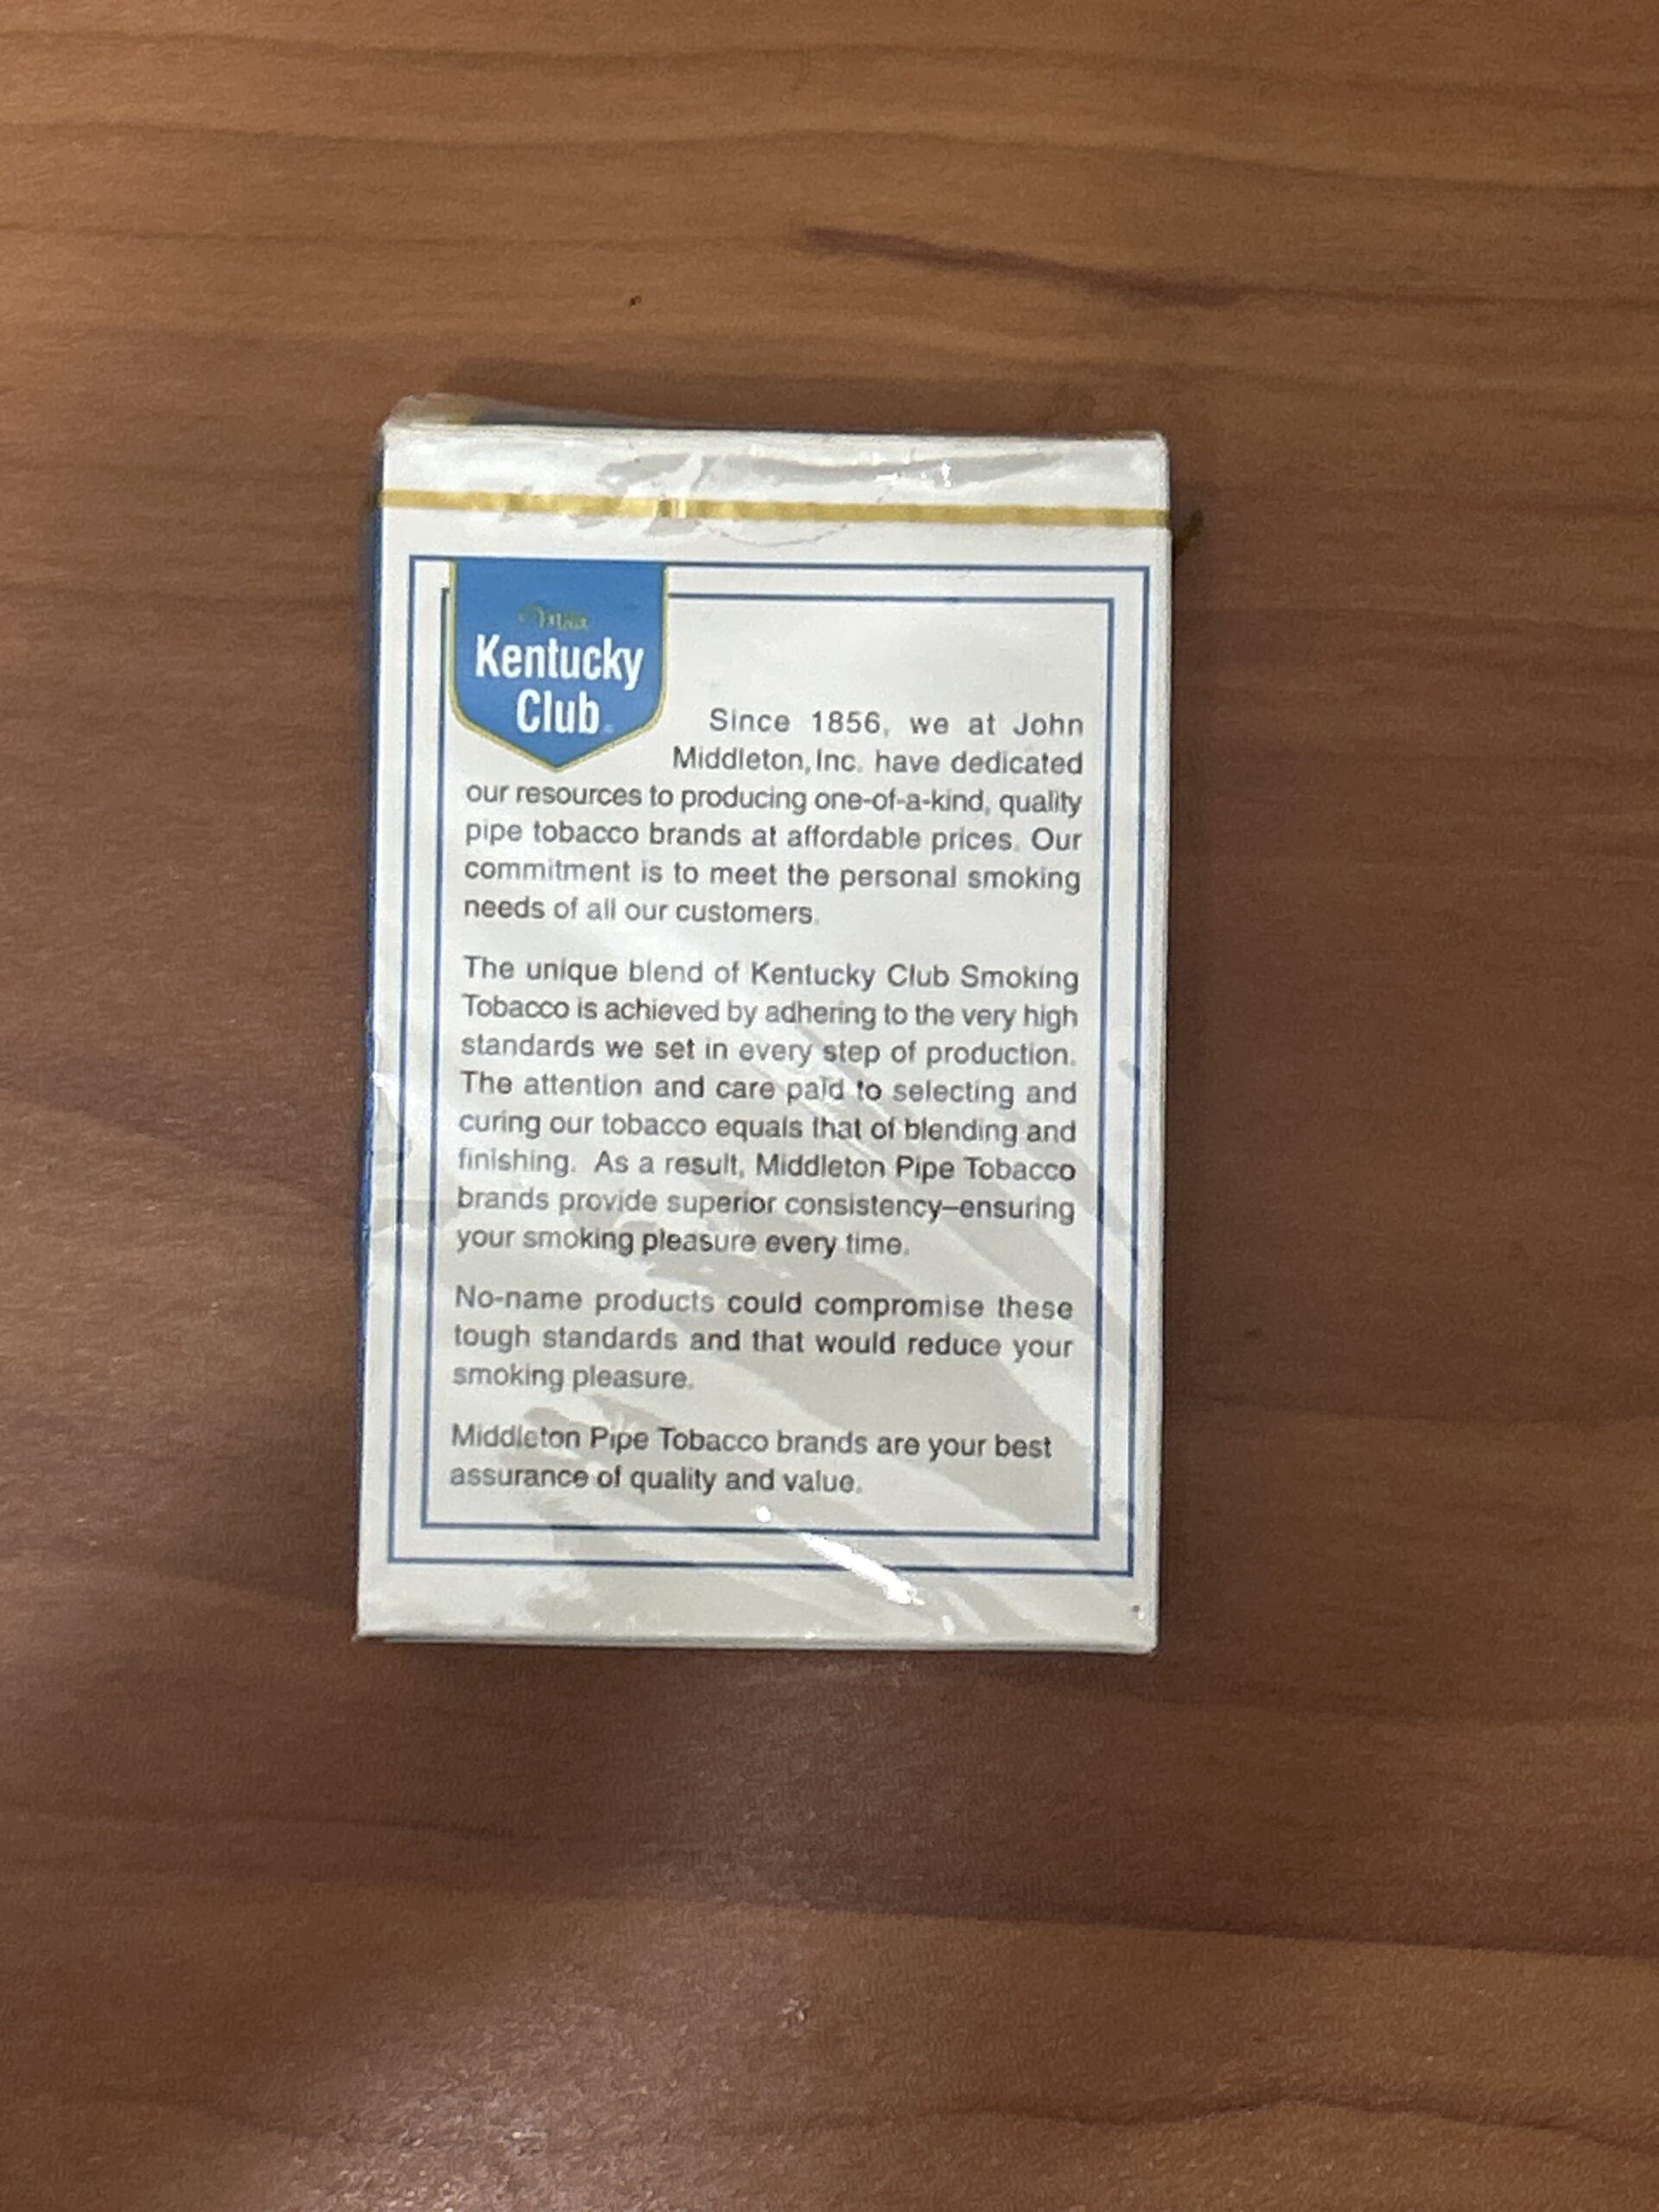 Mild
Kentucky
Club
Since 1856, we at John
Middleton, Inc. have dedicated
our resources to producing one-of-a-kind, quality
pipe tobacco brands at affordable prices. Our
commitment is to meet the personal smoking
needs of all our customers.
The unique blend of Kentucky Club Smoking
Tobacco is achieved by adhering to the very high
standards we set in every step of production.
The attention and care paid to selecting and
curing our tobacco equals that of blending and
finishing. As a result, Middleton Pipe Tobacco
brands provide superior consistency–ensuring
your smoking pleasure every time.
No-name products could compromise these
tough standards and that would reduce your
smoking pleasure.
Middleton Pipe Tobacco brands are your best
assurance of quality and value.